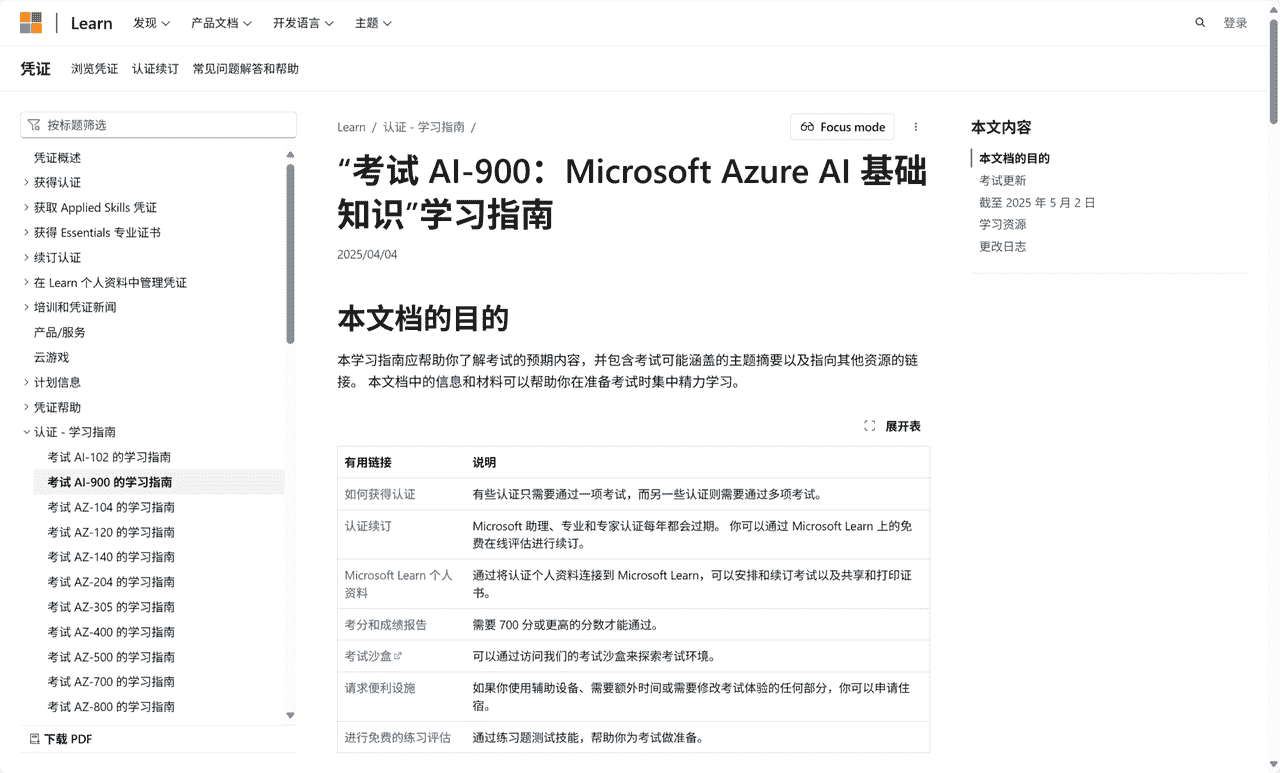 Learn
发现
产品文档
开发语言
主题
登录
凭证
浏览凭证
认证续订
常见问题解答和帮助
按标题筛选
凭证概述
获得认证
获取 Applied Skills 凭证
获得 Essentials 专业证书
续订认证
在 Learn 个人资料中管理凭证
培训和凭证新闻
产品/服务
云游戏
计划信息
凭证帮助
认证 - 学习指南
考试 AI-102 的学习指南
考试 AI-900 的学习指南
考试 AZ-104 的学习指南
考试 AZ-120 的学习指南
考试 AZ-140 的学习指南
考试 AZ-204 的学习指南
考试 AZ-305 的学习指南
考试 AZ-400 的学习指南
考试 AZ-500 的学习指南
考试 AZ-700 的学习指南
考试 AZ-800 的学习指南
下载 PDF
Learn / 认证 - 学习指南 /
Focus mode
“考试 AI-900：Microsoft Azure AI 基础
知识”学习指南
2025/04/04
本文档的目的
本学习指南应帮助你了解考试的预期内容，并包含考试可能涵盖的主题摘要以及指向其他资源的链
接。 本文档中的信息和材料可以帮助你在准备考试时集中精力学习。
展开表
有用链接 说明
如何获得认证 有些认证只需要通过一项考试，而另一些认证则需要通过多项考试。
认证续订 Microsoft 助理、专业和专家认证每年都会过期。 你可以通过 Microsoft Learn 上的免
费在线评估进行续订。
Microsoft Learn 个人 通过将认证个人资料连接到 Microsoft Learn，可以安排和续订考试以及共享和打印证
资料 书。
考分和成绩报告 需要 700 分或更高的分数才能通过。
考试沙盒 可以通过访问我们的考试沙盒来探索考试环境。
请求便利设施 如果你使用辅助设备、需要额外时间或需要修改考试体验的任何部分，你可以申请住
宿。
进行免费的练习评估 通过练习题测试技能，帮助你为考试做准备。
本文内容
本文档的目的
考试更新
截至 2025 年 5 月 2 日
学习资源
更改日志